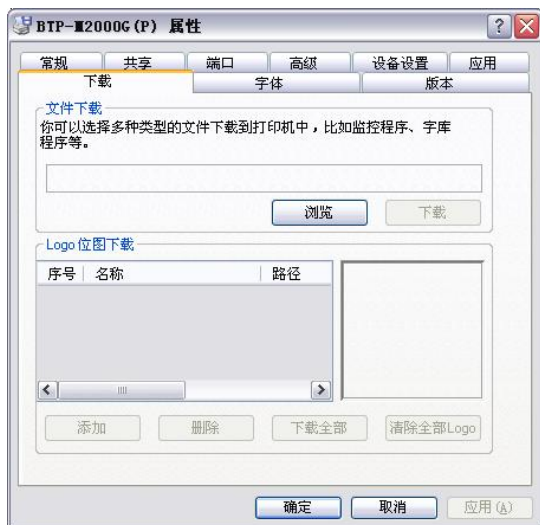 BTP-M2000G(P) 属性
常规 共享 端口 高级 设备设置 应用
下载 字体 版本
文件下载
你可以选择多种类型的文件下载到打印机中，比如监控程序、字库
程序等。
浏览 下载
Logo位图下载
序号 名称 路径
添加 删除 下载全部 清除全部Logo
确定 取消 应用(A)